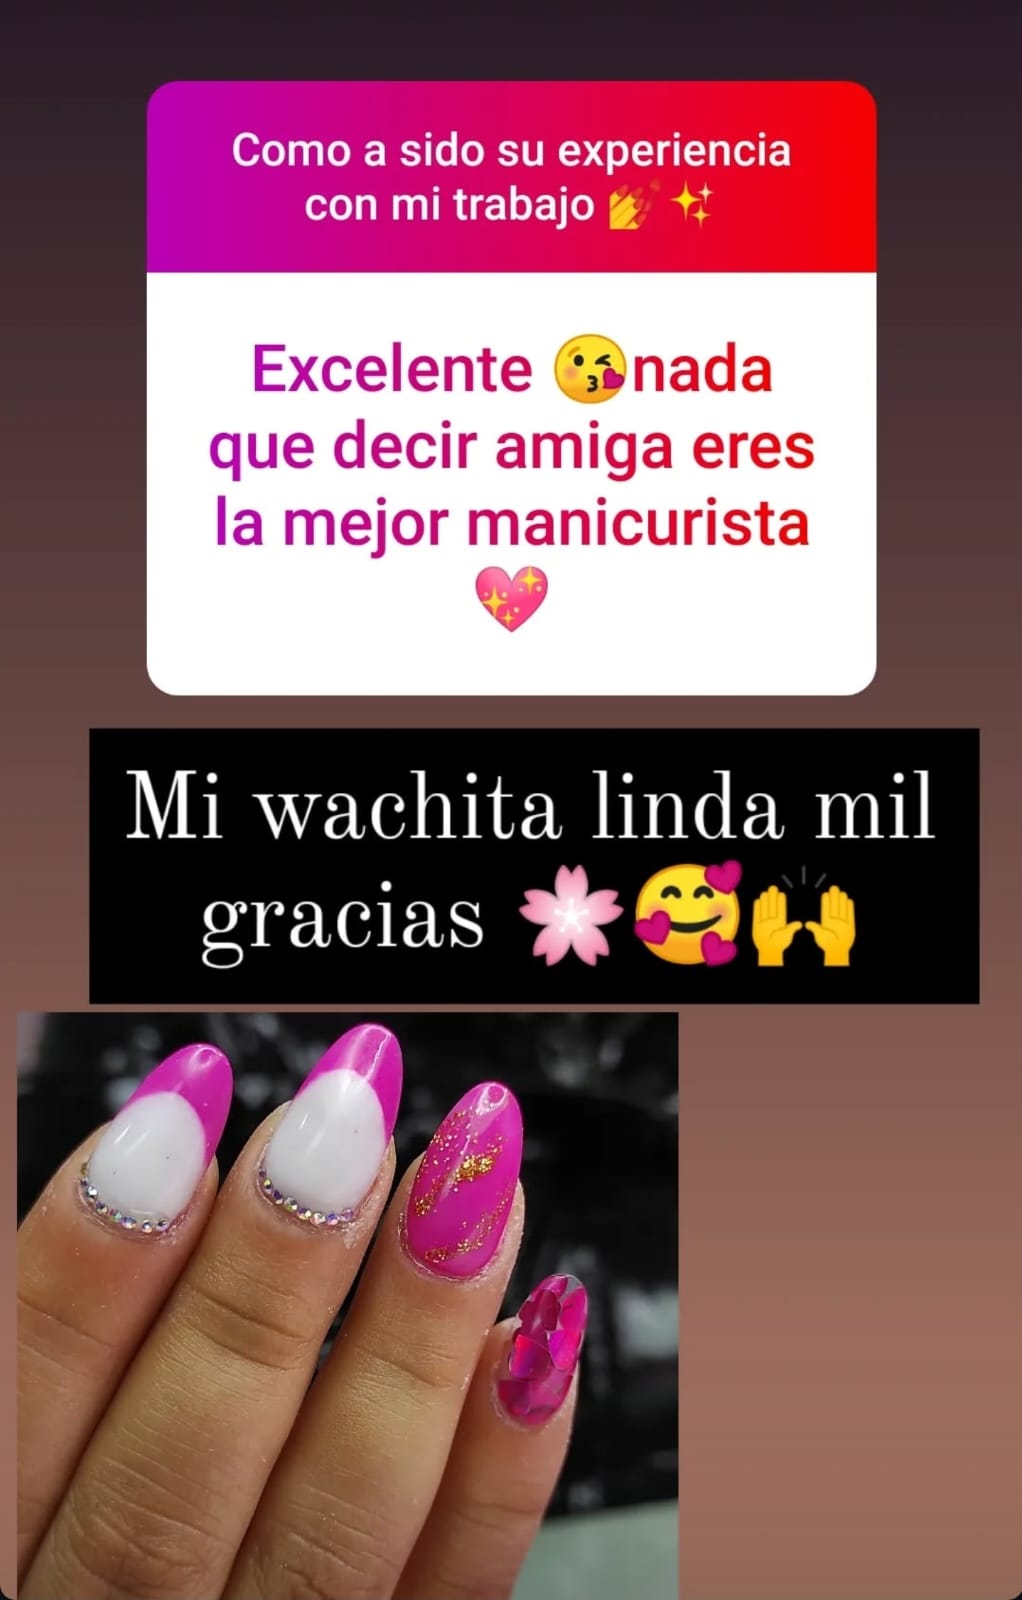 Como a sido su experiencia
con mi trabajo 💅✨
Excelente 😘nada
que decir amiga eres
la mejor manicurista
💖
Mi wachita linda mil
gracias 🌸🥰🙌